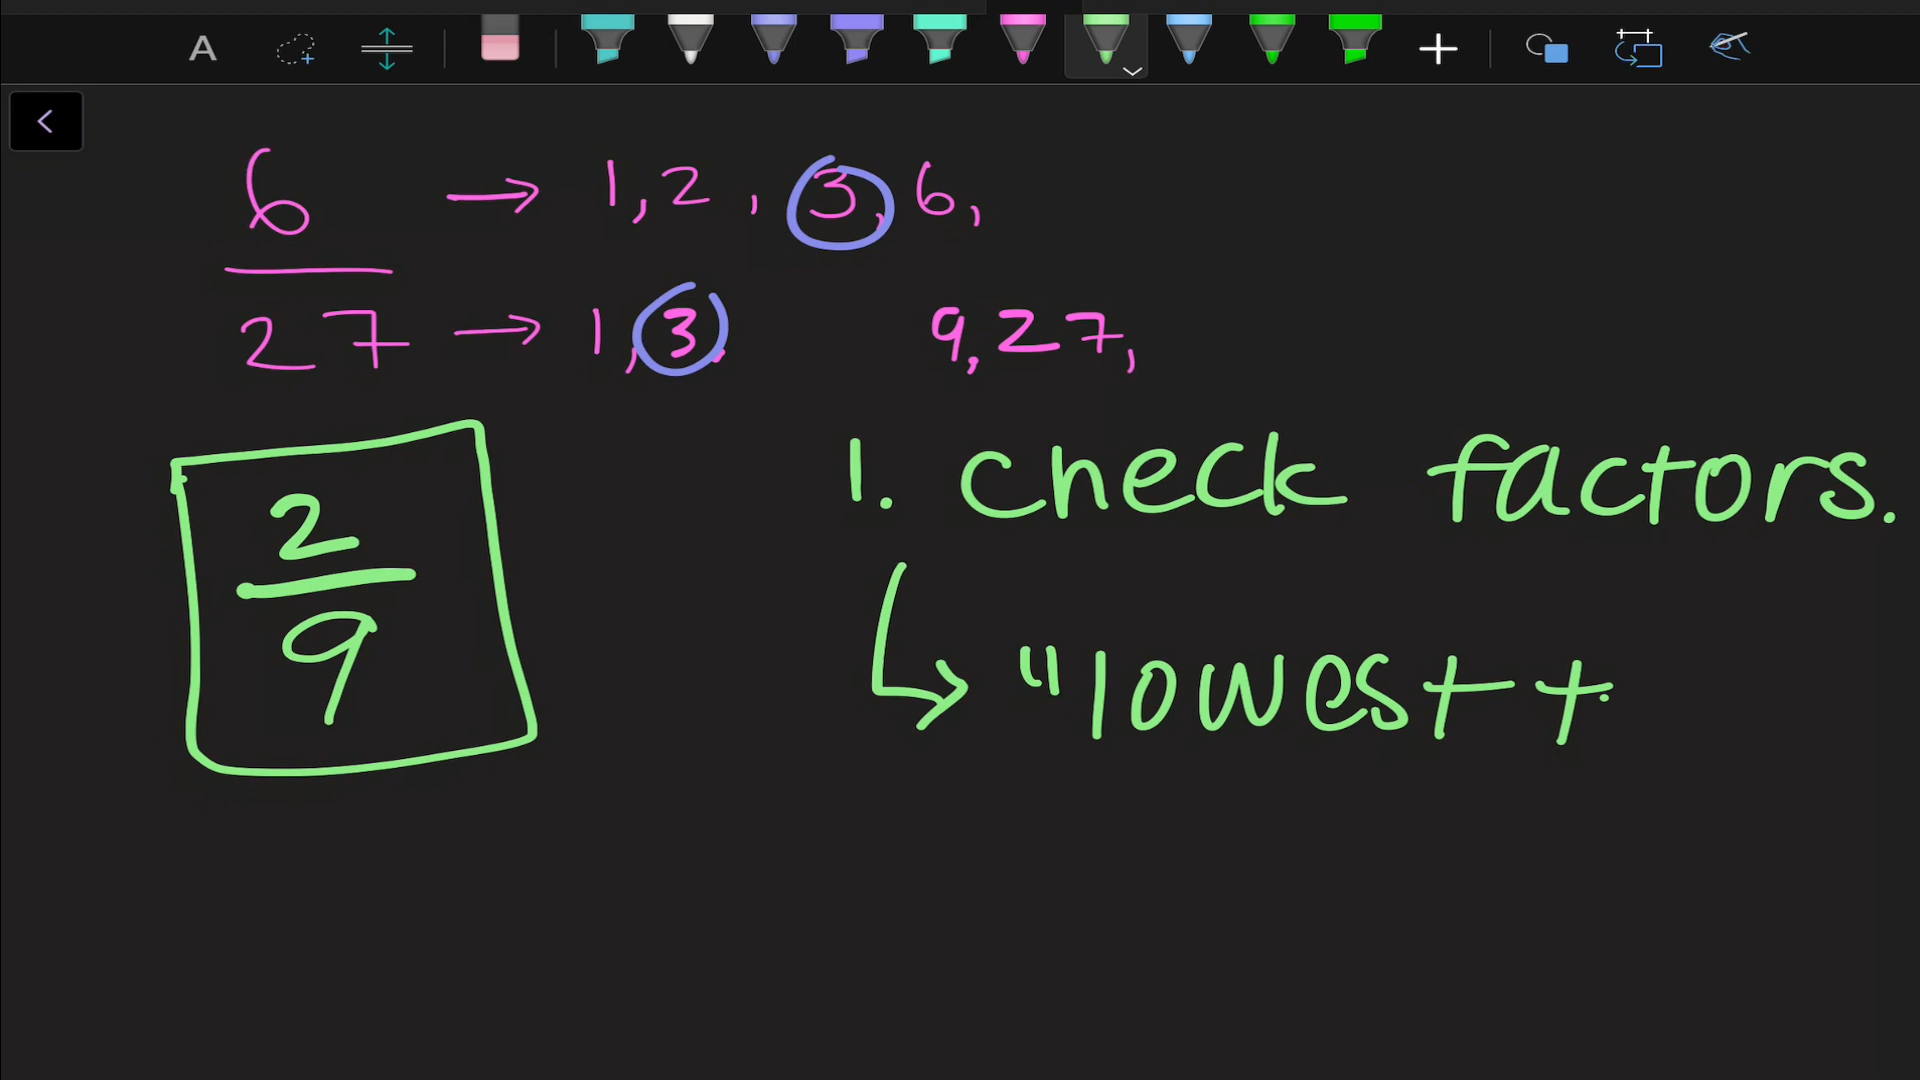 A
6 → 1, 2, 3, 6,
27 → 1, 3, 9, 27,
2
9
1. check factors.
"lowest t